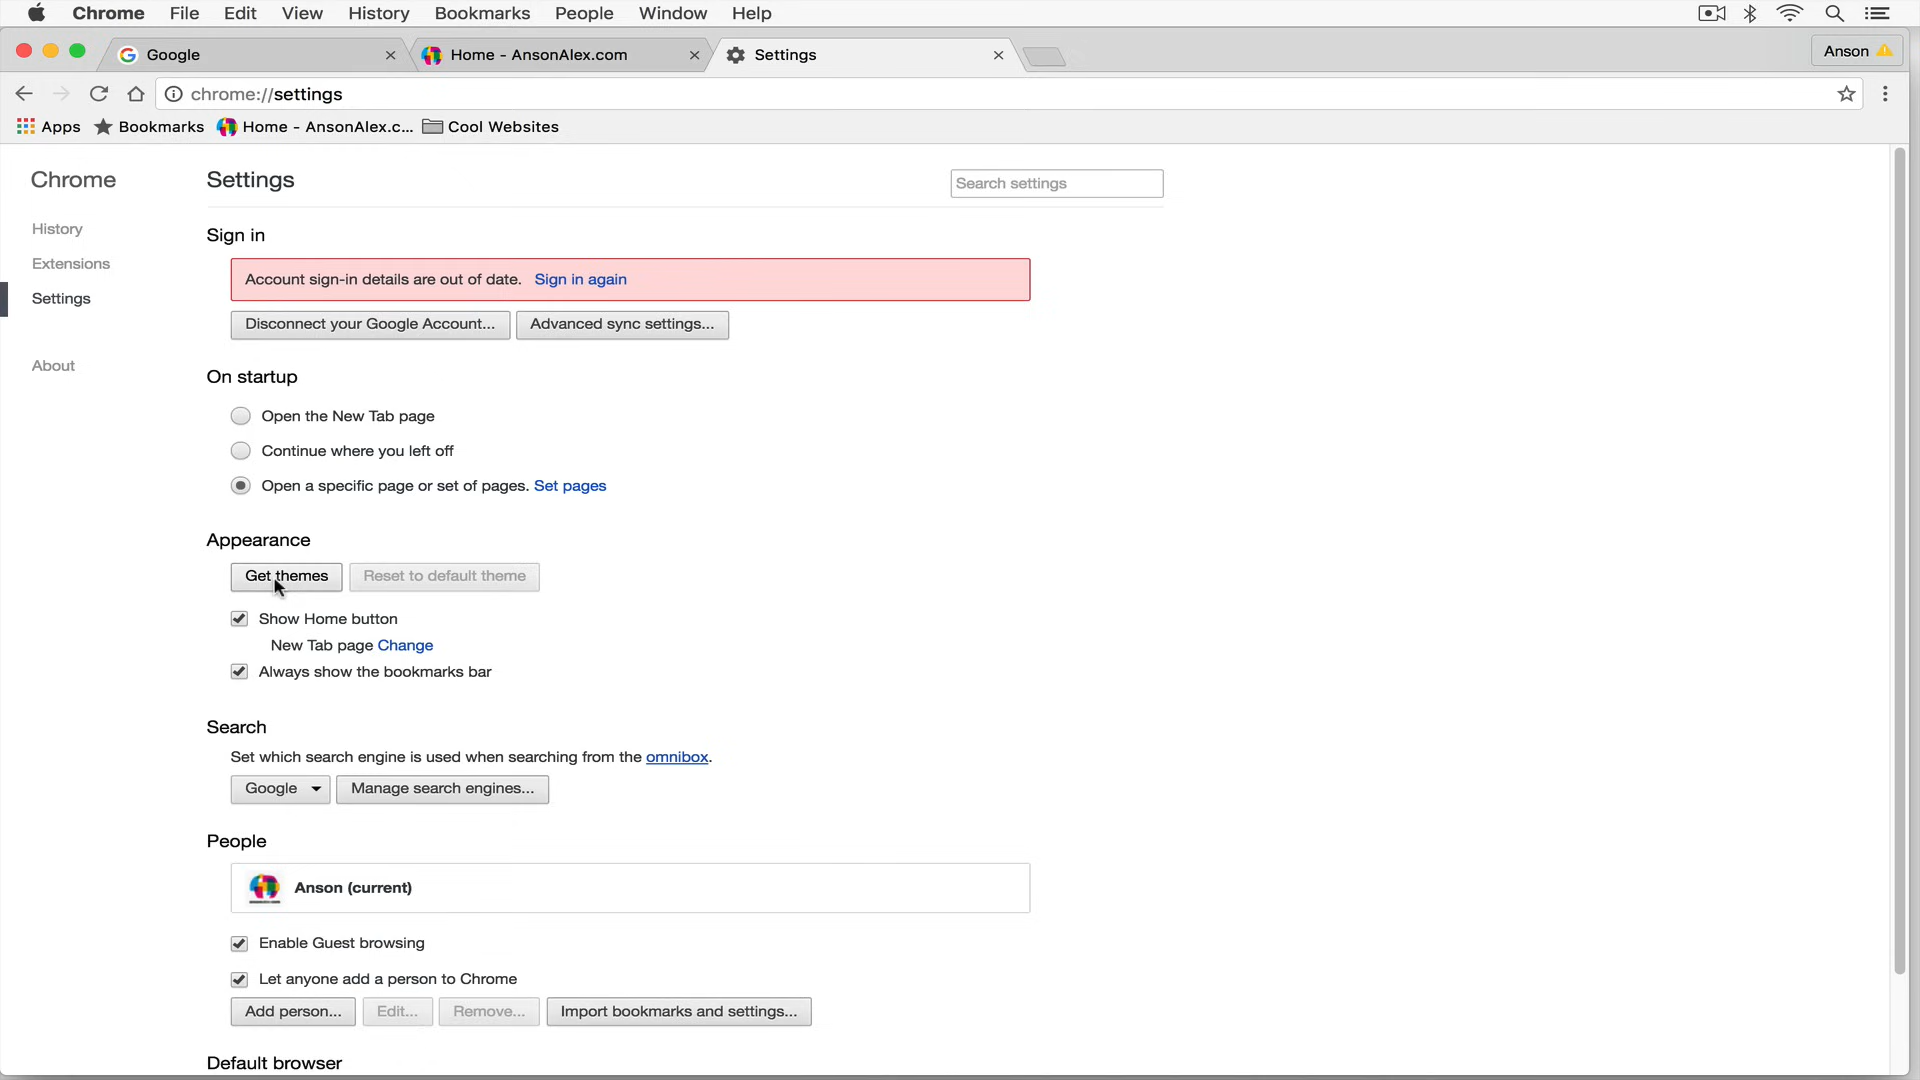 Chrome File Edit View History Bookmarks People Window Help
Google Home - AnsonAlex.com Settings Anson
chrome://settings
Apps Bookmarks Home - AnsonAlex.c... Cool Websites
Chrome Settings Search settings
History
Extensions
Settings
About
Sign in
Account sign-in details are out of date. Sign in again
Disconnect your Google Account... Advanced sync settings...
On startup
Open the New Tab page
Continue where you left off
Open a specific page or set of pages. Set pages
Appearance
Get themes Reset to default theme
Show Home button
New Tab page Change
Always show the bookmarks bar
Search
Set which search engine is used when searching from the omnibox.
Google Manage search engines...
People
Anson (current)
Enable Guest browsing
Let anyone add a person to Chrome
Add person... Edit... Remove... Import bookmarks and settings...
Default browser